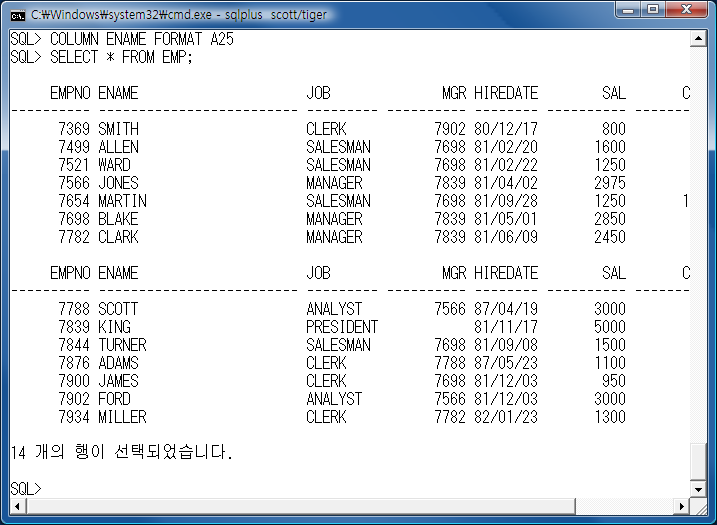 C:₩Windows₩system32₩cmd.exe - sqlplus  scott/tiger
SQL> COLUMN ENAME FORMAT A25
SQL> SELECT * FROM EMP;
     EMPNO ENAME                     JOB              MGR HIREDATE        SAL       C
---------- ------------------------- --------- ---------- -------- ---------- -------
      7369 SMITH                     CLERK           7902 80/12/17        800
      7499 ALLEN                     SALESMAN        7698 81/02/20       1600
      7521 WARD                      SALESMAN        7698 81/02/22       1250
      7566 JONES                     MANAGER         7839 81/04/02       2975
      7654 MARTIN                    SALESMAN        7698 81/09/28       1250       1
      7698 BLAKE                     MANAGER         7839 81/05/01       2850
      7782 CLARK                     MANAGER         7839 81/06/09       2450
     EMPNO ENAME                     JOB              MGR HIREDATE        SAL       C
---------- ------------------------- --------- ---------- -------- ---------- -------
      7788 SCOTT                     ANALYST         7566 87/04/19       3000
      7839 KING                      PRESIDENT            81/11/17       5000
      7844 TURNER                    SALESMAN        7698 81/09/08       1500
      7876 ADAMS                     CLERK           7788 87/05/23       1100
      7900 JAMES                     CLERK           7698 81/12/03        950
      7902 FORD                      ANALYST         7566 81/12/03       3000
      7934 MILLER                    CLERK           7782 82/01/23       1300
14 개의 행이 선택되었습니다.
SQL>